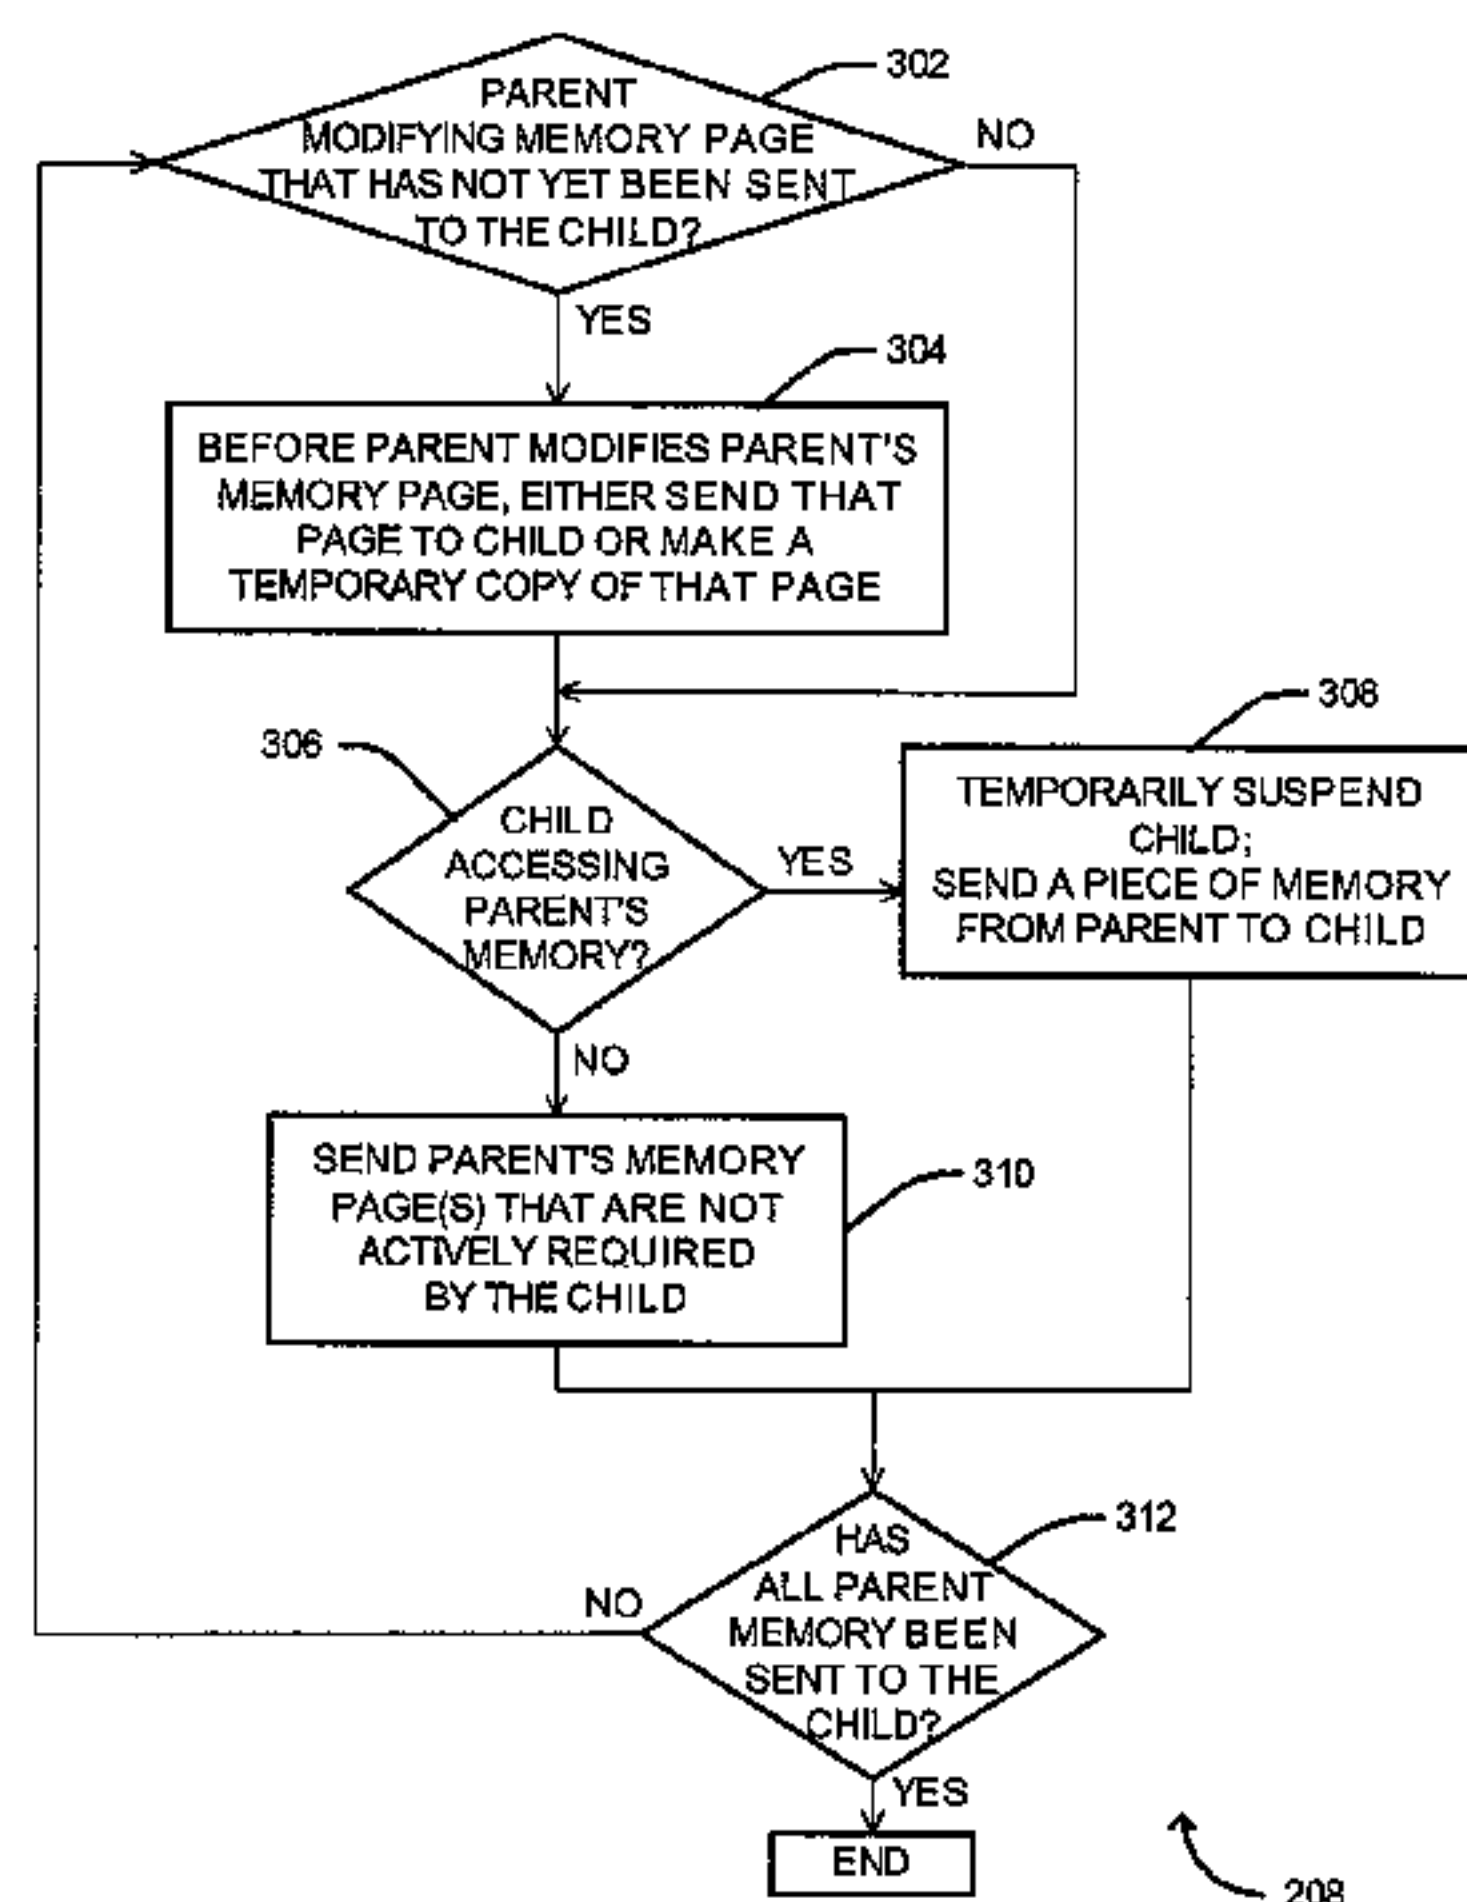 302
PARENT
MODIFYING MEMORY PAGE
THAT HAS NOT YET BEEN SENT
TO THE CHILD?
NO
YES
304
BEFORE PARENT MODIFIES PARENT'S
MEMORY PAGE, EITHER SEND THAT
PAGE TO CHILD OR MAKE A
TEMPORARY COPY OF THAT PAGE
306
CHILD
ACCESSING
PARENT'S
MEMORY?
YES
308
TEMPORARILY SUSPEND
CHILD;
SEND A PIECE OF MEMORY
FROM PARENT TO CHILD
NO
SEND PARENT'S MEMORY
PAGE(S) THAT ARE NOT
ACTIVELY REQUIRED
BY THE CHILD
310
312
HAS
ALL PARENT
MEMORY BEEN
SENT TO THE
CHILD?
NO
YES
END
208